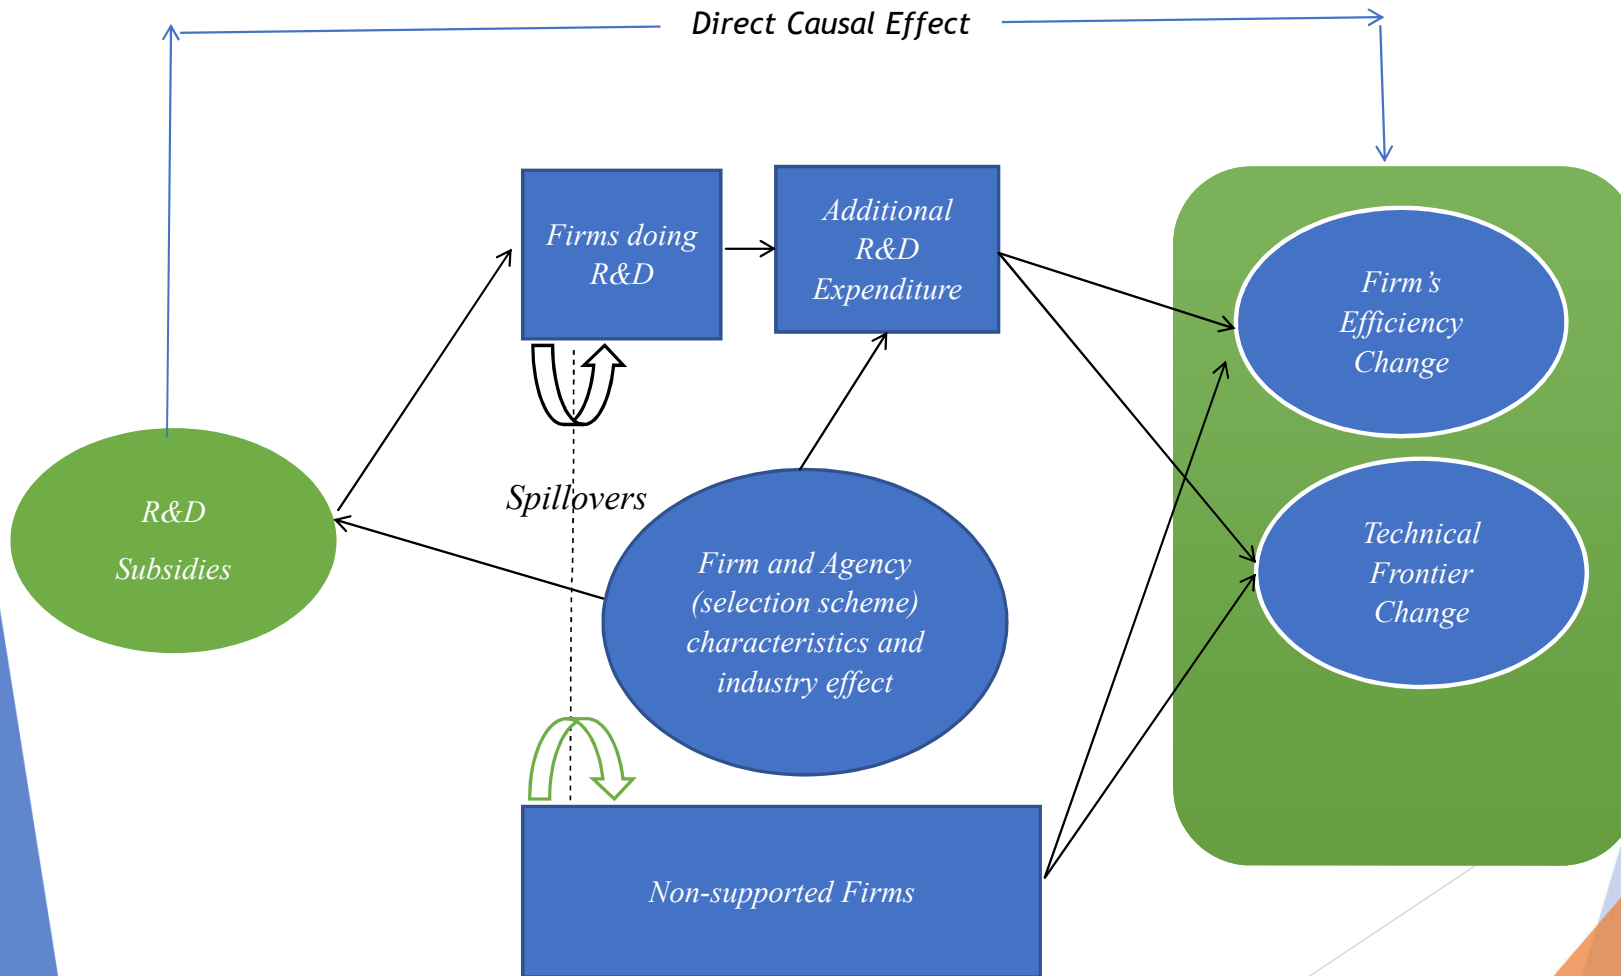 Direct Causal Effect
Firms doing
R&D
Additional
R&D
Expenditure
Firm’s
Efficiency
Change
R&D
Subsidies
Spillovers
Firm and Agency
(selection scheme)
characteristics and
industry effect
Technical
Frontier
Change
Non-supported Firms